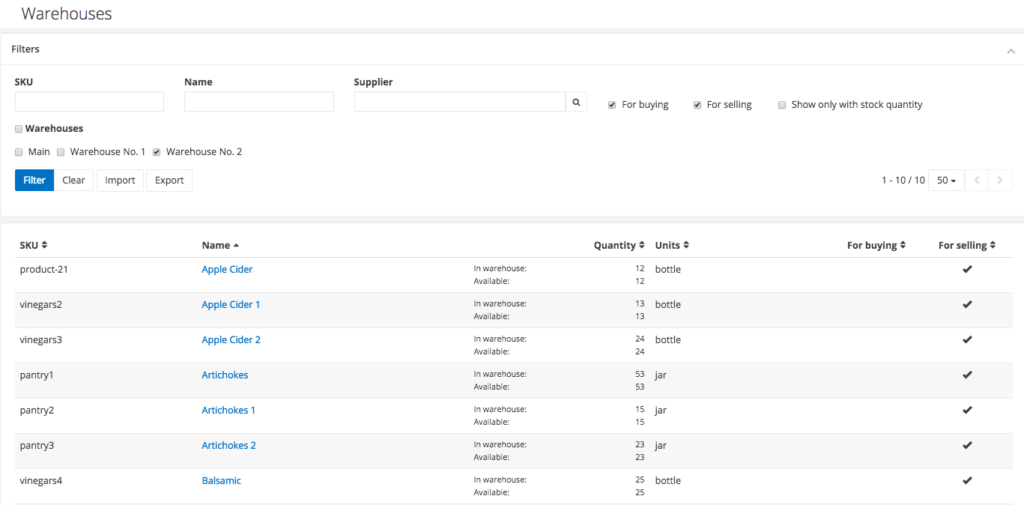 Warehouses
Filters
SKU Name Supplier
For buying For selling Show only with stock quantity
Warehouses
Main Warehouse No. 1 Warehouse No. 2
Filter Clear Import Export 1 - 10 / 10 50
SKU Name Quantity Units For buying For selling
product-21 Apple Cider In warehouse: 12 bottle
Available: 12
vinegars2 Apple Cider 1 In warehouse: 13 bottle
Available: 13
vinegars3 Apple Cider 2 In warehouse: 24 bottle
Available: 24
pantry1 Artichokes In warehouse: 53 jar
Available: 53
pantry2 Artichokes 1 In warehouse: 15 jar
Available: 15
pantry3 Artichokes 2 In warehouse: 23 jar
Available: 23
vinegars4 Balsamic In warehouse: 25 bottle
Available: 25